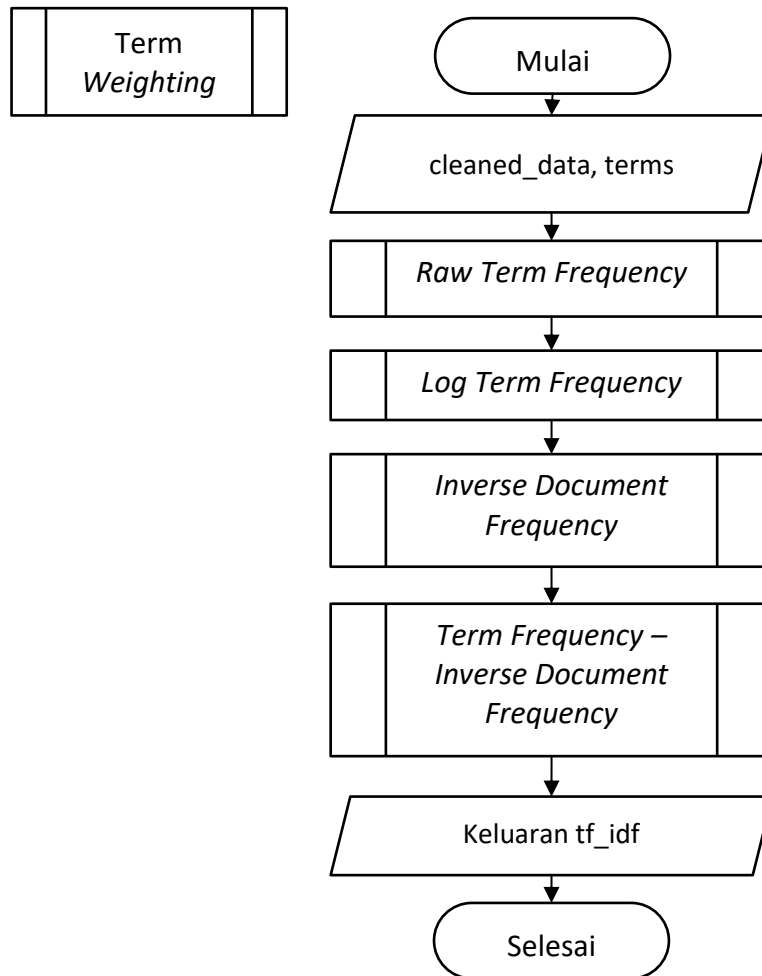 Term
Weighting
Mulai
cleaned_data, terms
Raw Term Frequency
Log Term Frequency
Inverse Document
Frequency
Term Frequency –
Inverse Document
Frequency
Keluaran tf_idf
Selesai